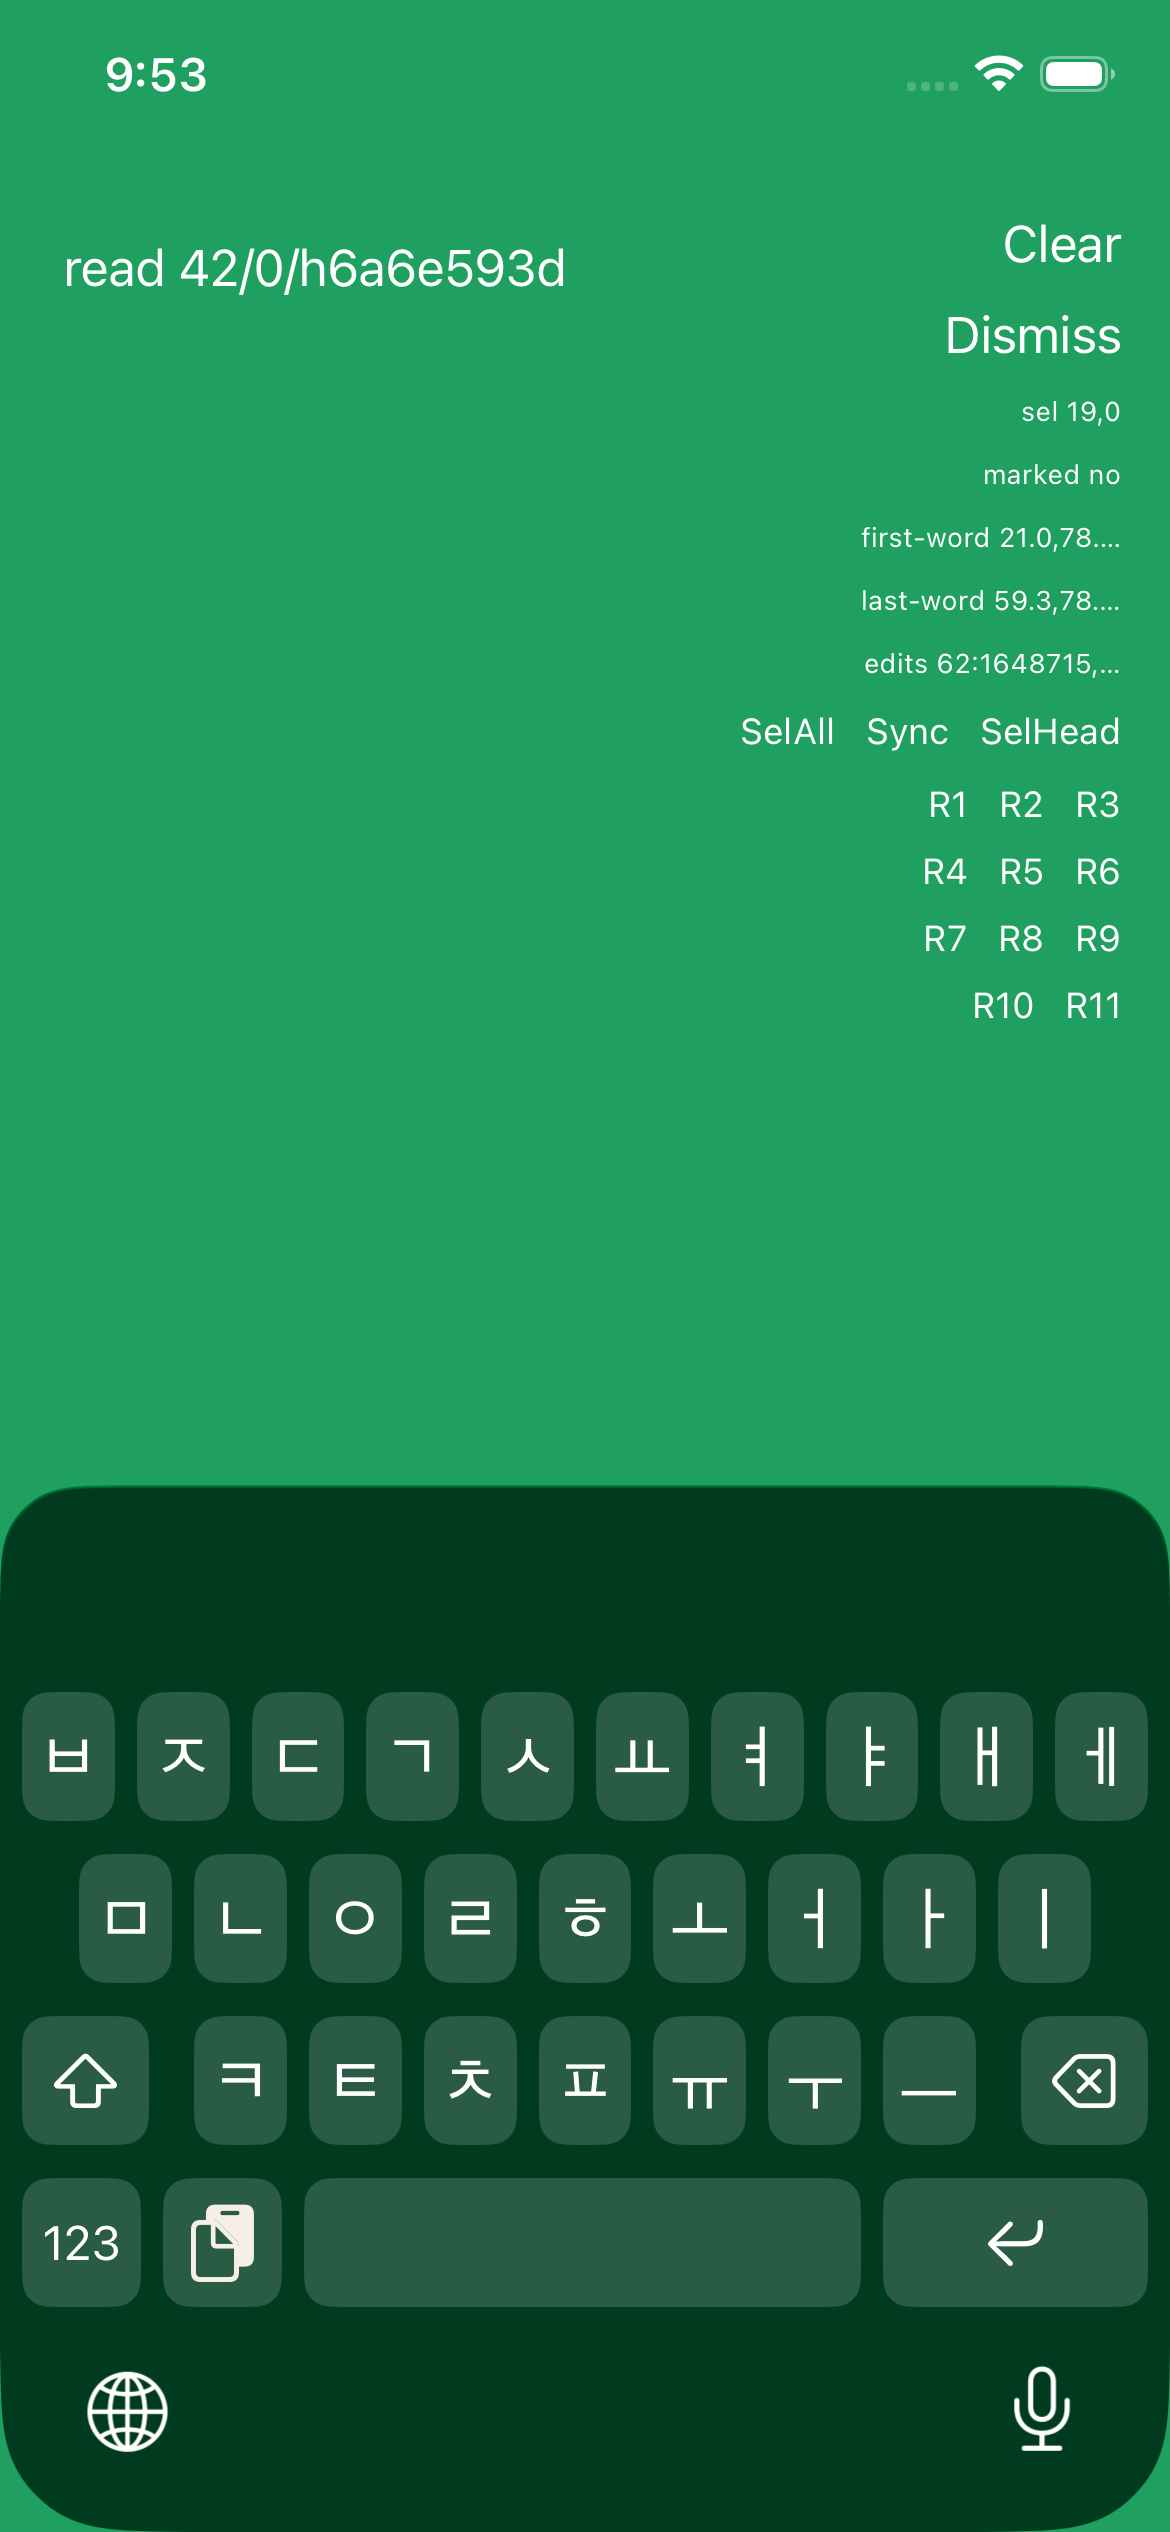 9:53
read 42/0/h6a6e593d
Clear
Dismiss
sel 19,0
marked no
first-word 21.0,78....
last-word 59.3,78....
edits 62:1648715,...
SelAll Sync SelHead
R1 R2 R3
R4 R5 R6
R7 R8 R9
R10 R11
ㅂ ㅈ ㄷ ㄱ ㅅ ㅛ ㅕ ㅑ ㅐ ㅔ
ㅁ ㄴ ㅇ ㄹ ㅎ ㅗ ㅓ ㅏ ㅣ
ㅋ ㅌ ㅊ ㅍ ㅠ ㅜ ㅡ
123